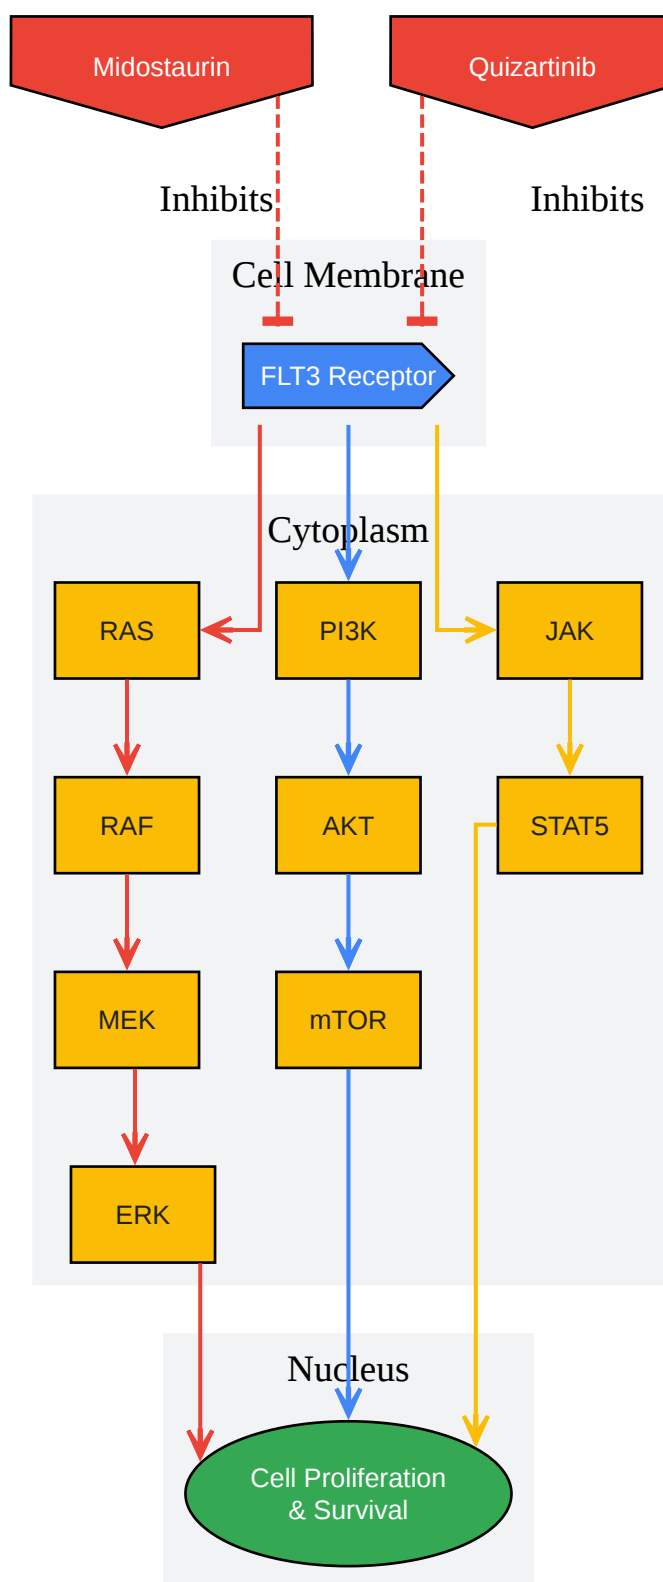 Midostaurin
Quizartinib
Inhibits
Inhibits
Cell Membrane
FLT3 Receptor
Cytoplasm
RAS
PI3K
JAK
RAF
AKT
STAT5
MEK
mTOR
ERK
Nucleus
Cell Proliferation
& Survival